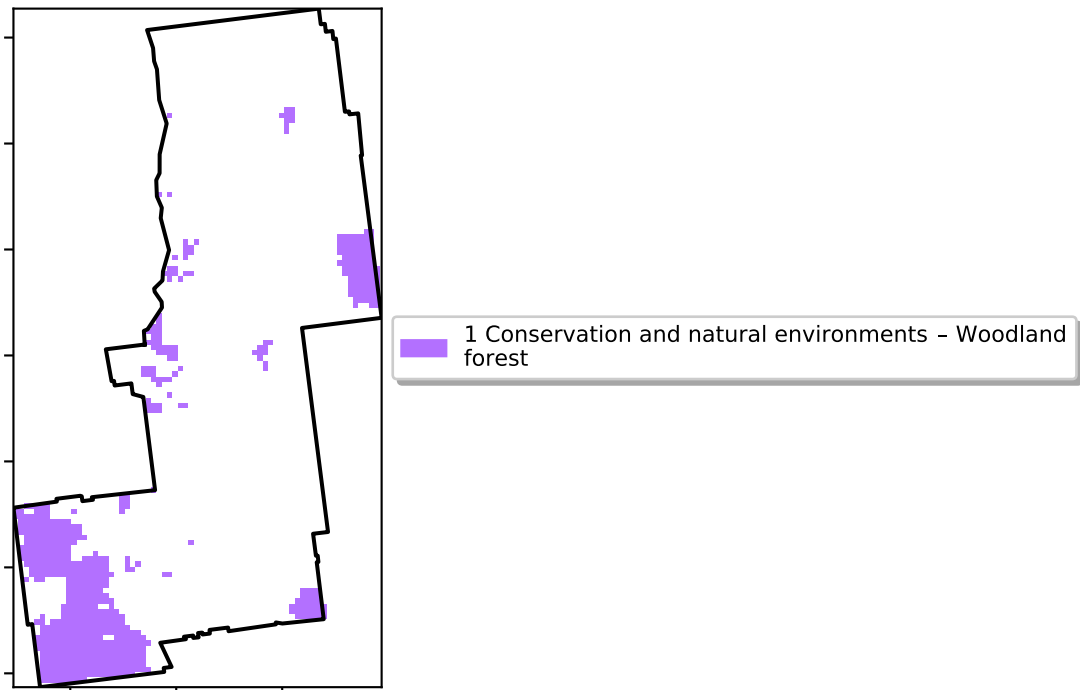 1 Conservation and natural environments – Woodland
forest